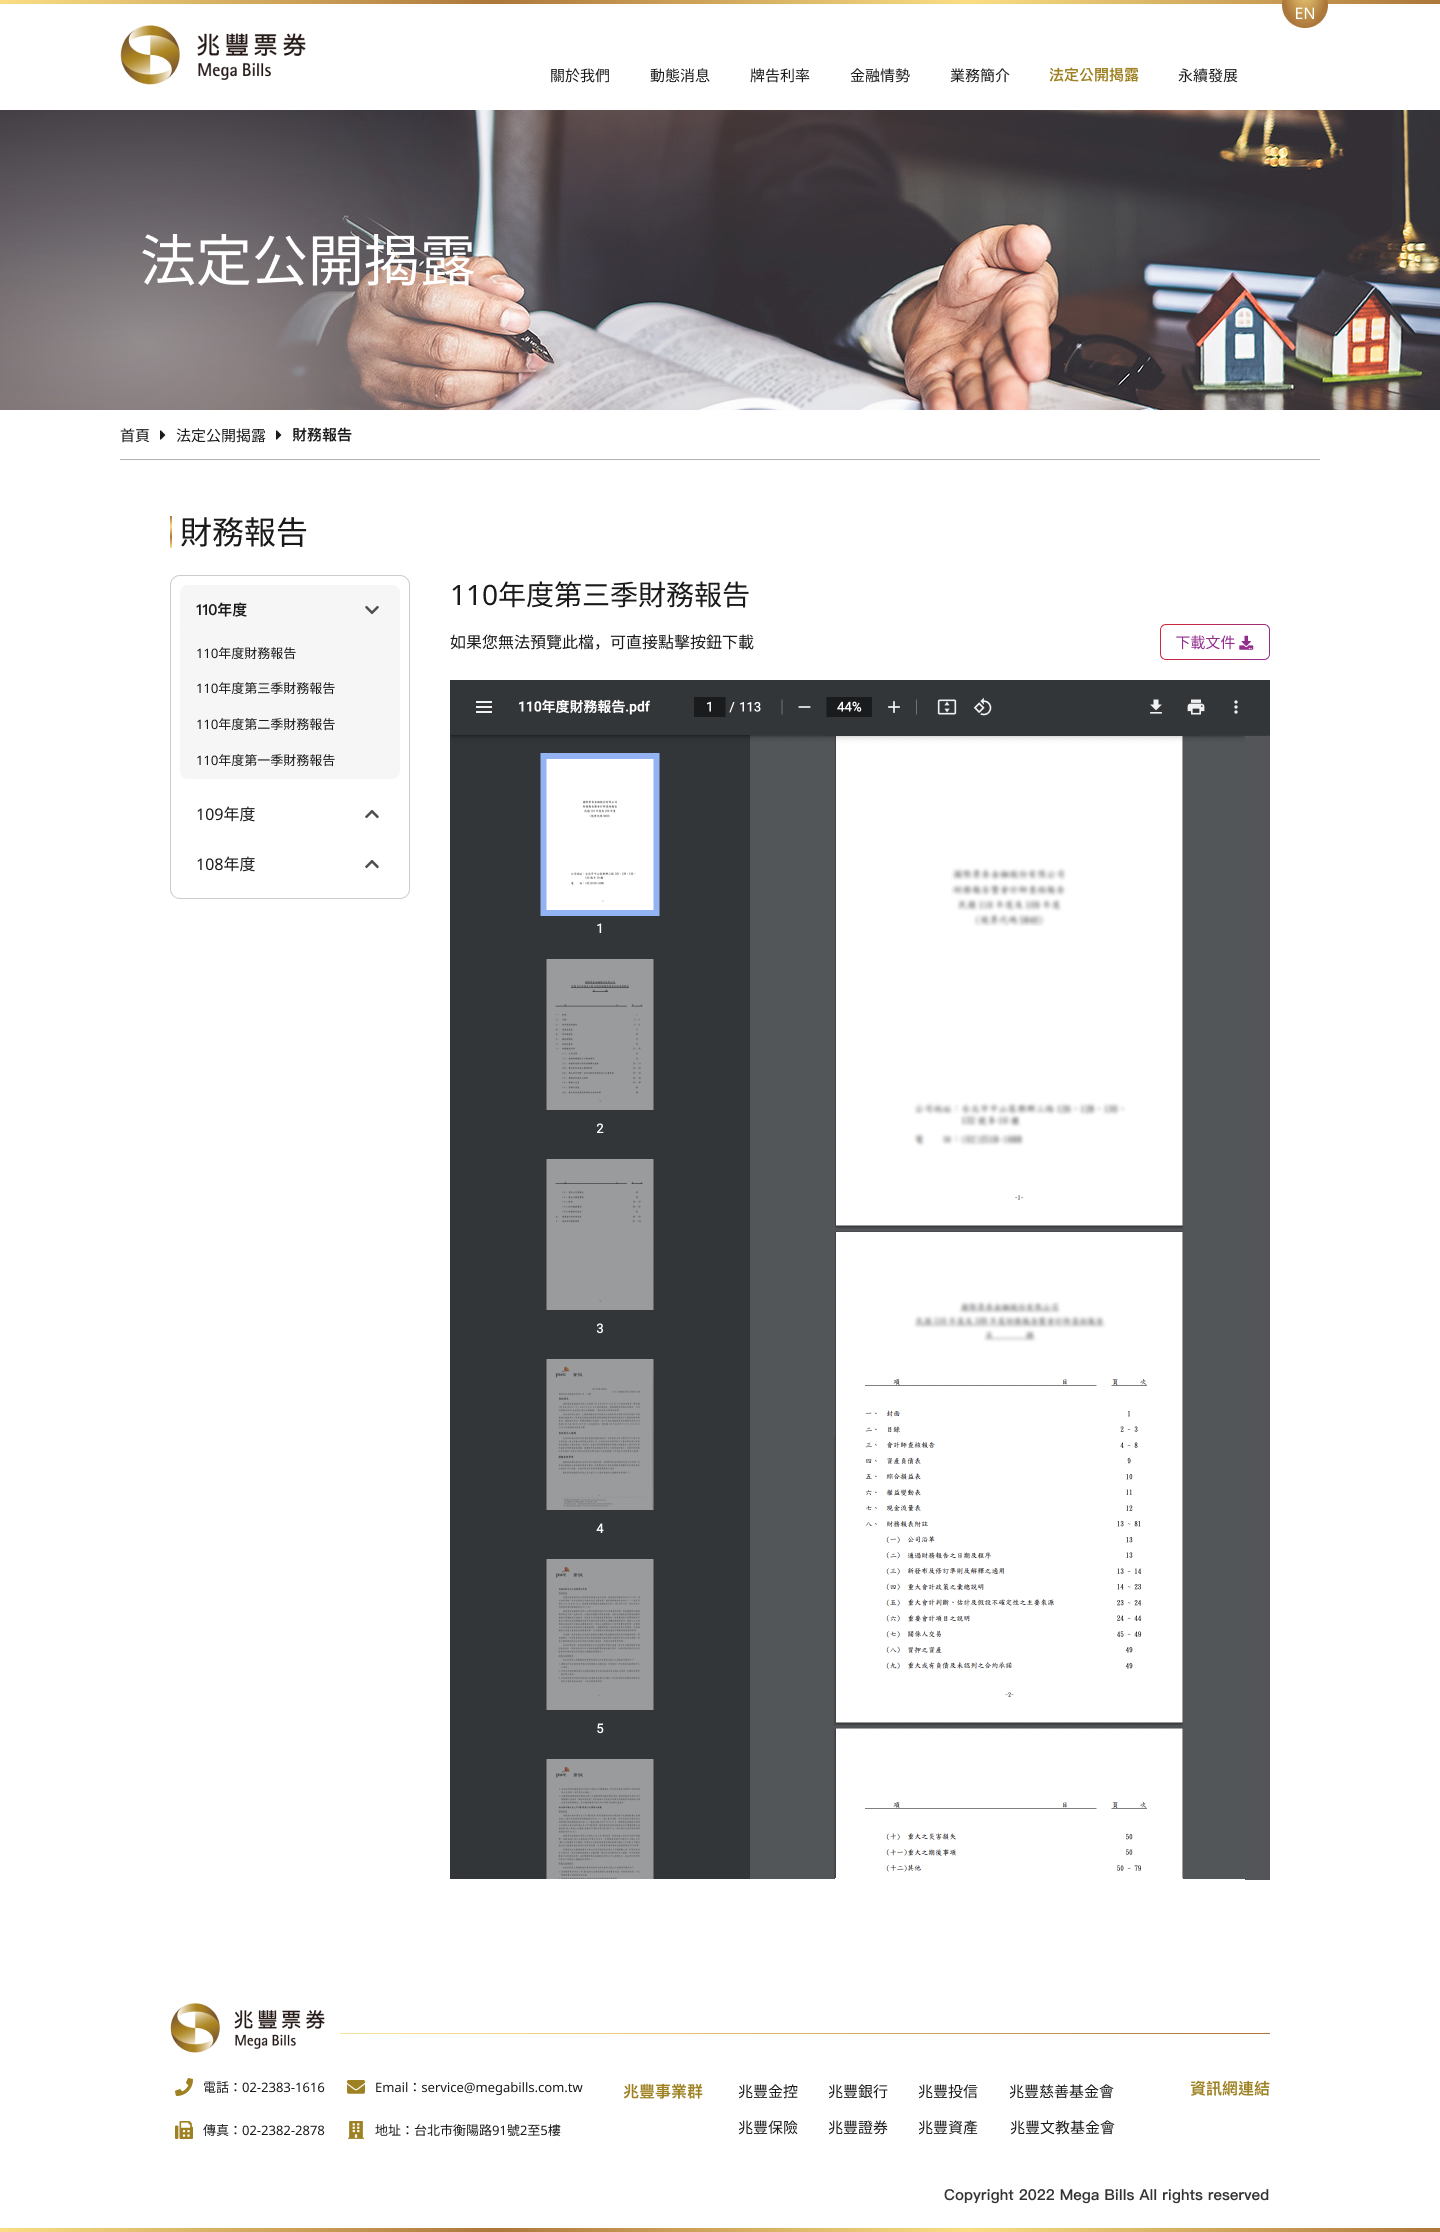 EN
兆豐票券
Mega Bills
關於我們 動態消息 牌告利率 金融情勢 業務簡介 法定公開揭露 永續發展
法定公開揭露
首頁 法定公開揭露 財務報告
財務報告
110年度
110年度財務報告
110年度第三季財務報告
110年度第二季財務報告
110年度第一季財務報告
109年度
108年度
110年度第三季財務報告
如果您無法預覽此檔，可直接點擊按鈕下載
下載文件
110年度財務報告.pdf 1 / 113 44%
1
2
3
4
5
-1-
項 目 頁 次
一、 封面 1
二、 目錄 2 ~ 3
三、 會計師查核報告 4 ~ 8
四、 資產負債表 9
五、 綜合損益表 10
六、 權益變動表 11
七、 現金流量表 12
八、 財務報表附註 13 ~ 81
(一) 公司沿革 13
(二) 通過財務報告之日期及程序 13
(三) 新發布及修訂準則及解釋之適用 13 ~ 14
(四) 重大會計政策之彙總說明 14 ~ 23
(五) 重大會計判斷、估計及假設不確定性之主要來源 23 ~ 24
(六) 重要會計項目之說明 24 ~ 44
(七) 關係人交易 45 ~ 49
(八) 質押之資產 49
(九) 重大或有負債及未認列之合約承諾 49
-2-
項 目 頁 次
(十) 重大之災害損失 50
(十一)重大之期後事項 50
(十二)其他 50 ~ 79
兆豐票券
Mega Bills
電話：02-2383-1616 Email：service@megabills.com.tw
傳真：02-2382-2878 地址：台北市衡陽路91號2至5樓
兆豐事業群 兆豐金控 兆豐銀行 兆豐投信 兆豐慈善基金會
兆豐保險 兆豐證券 兆豐資產 兆豐文教基金會
資訊網連結
Copyright 2022 Mega Bills All rights reserved